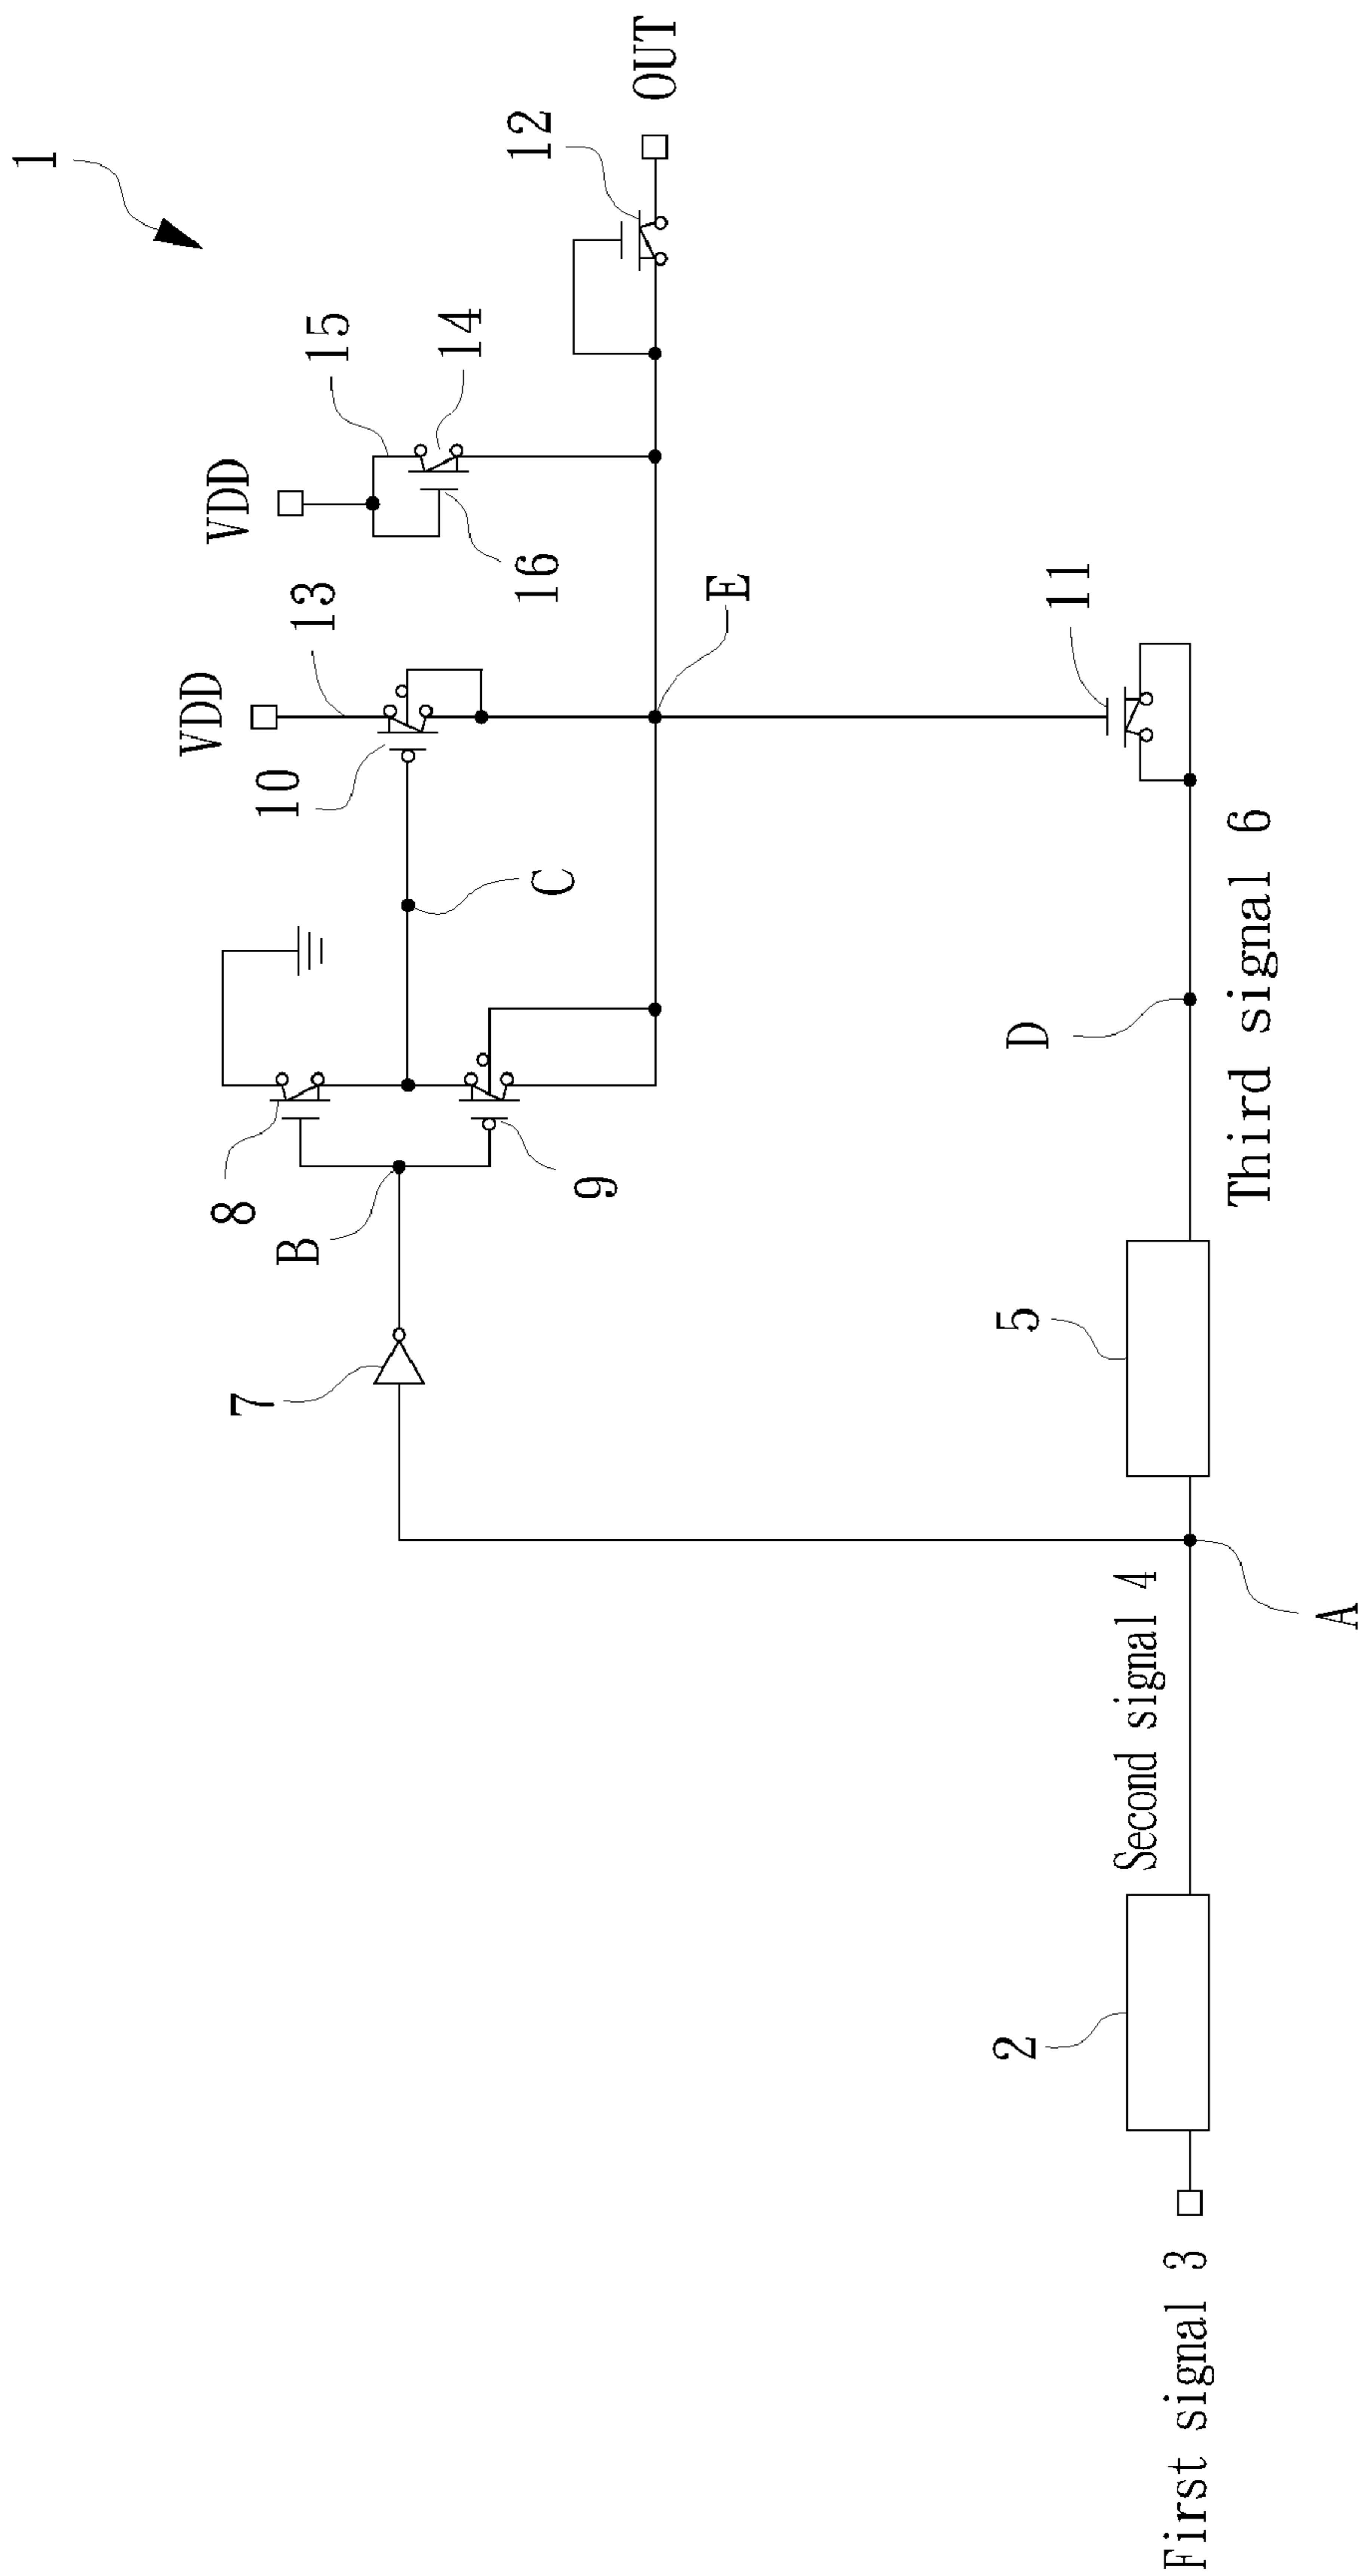 1
VDD
15
14
12
OUT
VDD
13
16
10
E
11
C
8
9
B
D
Third signal 6
7
5
Second signal 4
A
2
First signal 3